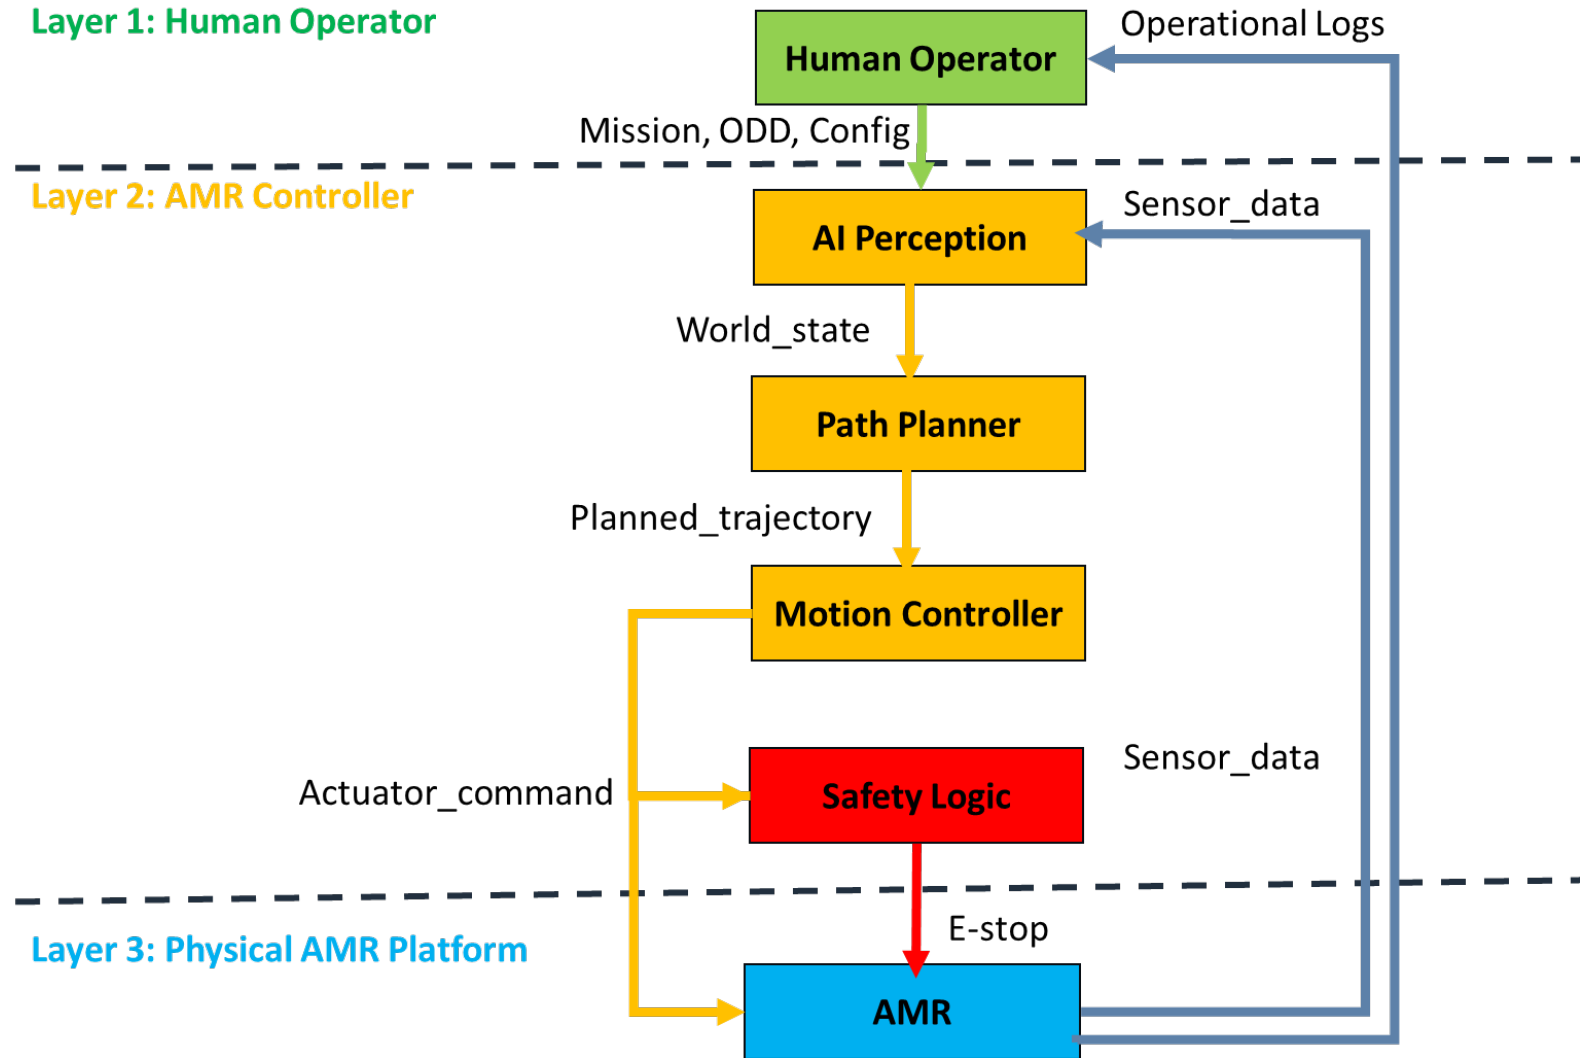 Layer 1: Human Operator
Human Operator
Operational Logs
Mission, ODD, Config
Layer 2: AMR Controller
AI Perception
Sensor_data
World_state
Path Planner
Planned_trajectory
Motion Controller
Actuator_command
Safety Logic
Sensor_data
Layer 3: Physical AMR Platform
E-stop
AMR